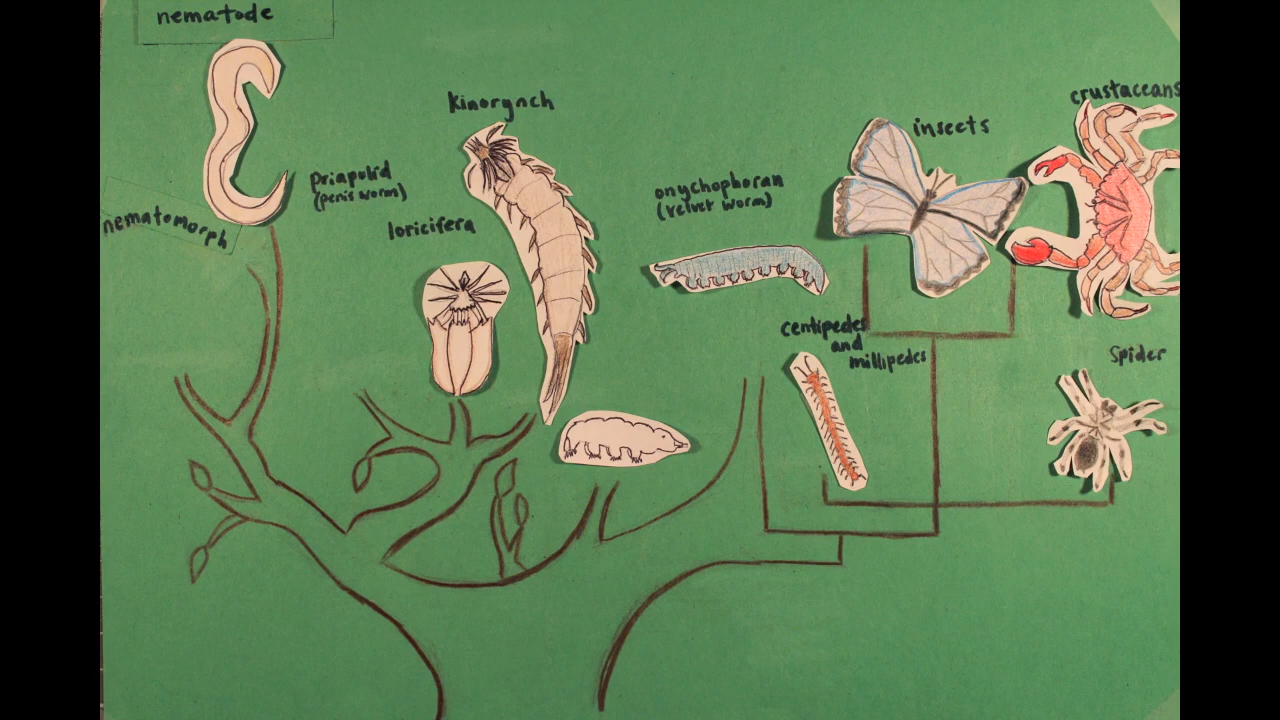 nematode
nematomorph
priapulid
(penis worm)
loricifera
Kinorynch
onychophoran
(velvet worm)
insects
crustaceans
centipedes
and
millipedes
Spider